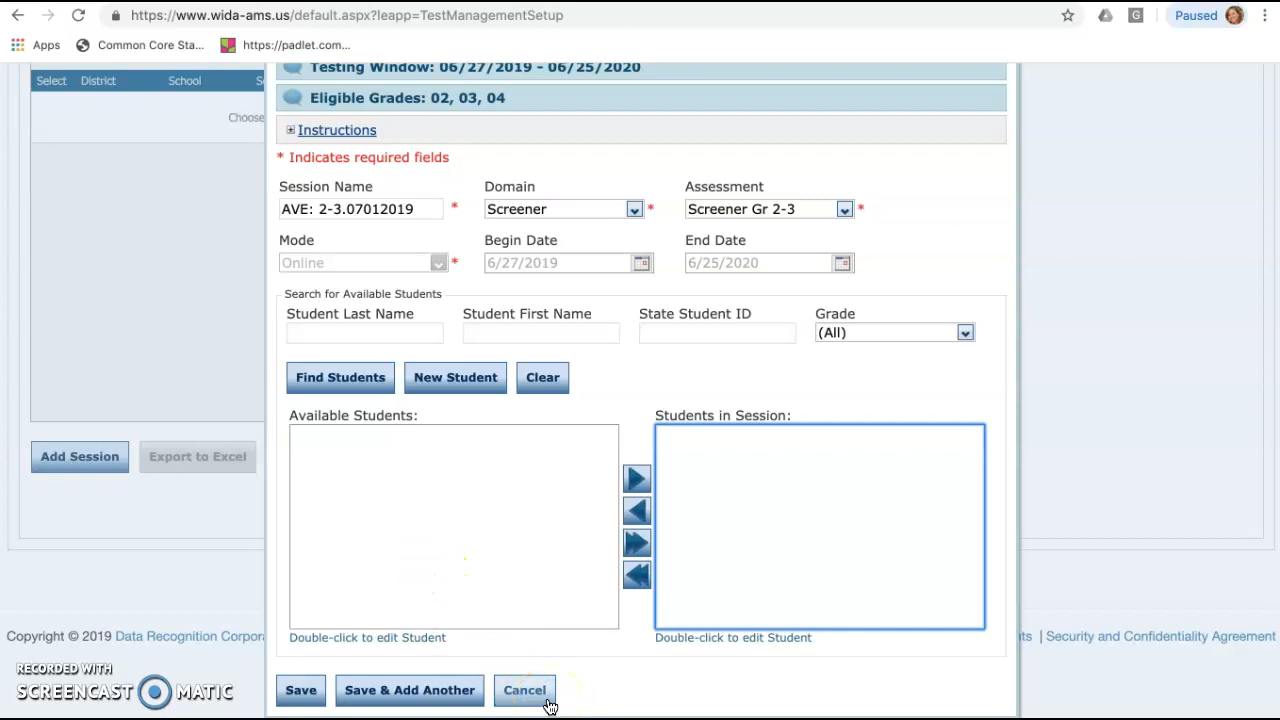 https://www.wida-ams.us/default.aspx?leapp=TestManagementSetup
G
Paused
Apps
Common Core Sta...
https://padlet.com...
Testing Window: 06/27/2019 - 06/25/2020
Select District School
Eligible Grades: 02, 03, 04
Choose
Instructions
* Indicates required fields
Session Name Domain Assessment
AVE: 2-3.07012019 * Screener * Screener Gr 2-3 *
Mode Begin Date End Date
Online * 6/27/2019 6/25/2020
Search for Available Students
Student Last Name Student First Name State Student ID Grade
(All)
Find Students New Student Clear
Available Students: Students in Session:
Add Session Export to Excel
Double-click to edit Student Double-click to edit Student
Copyright © 2019 Data Recognition | Security and Confidentiality Agreement
RECORDED WITH
SCREENCAST MATIC
Save Save & Add Another Cancel